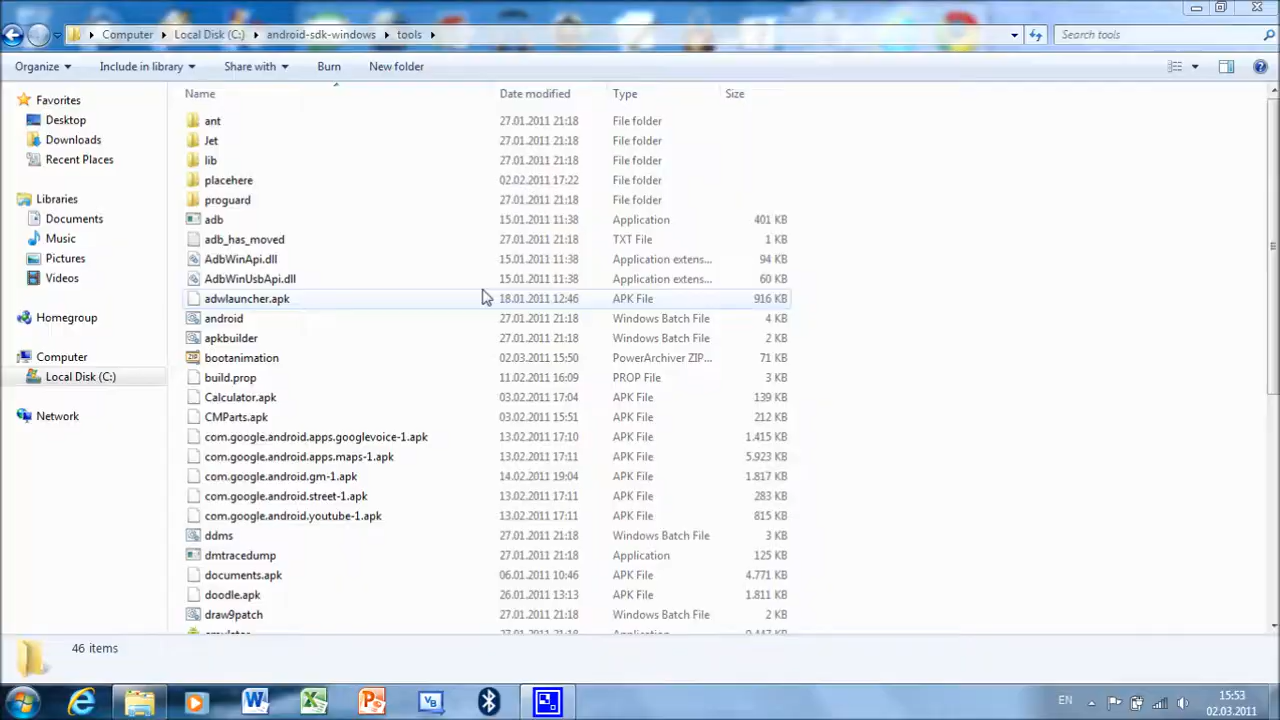 Computer Local Disk (C:) android-sdk-windows tools Search tools
Organize Include in library Share with Burn New folder
Name Date modified Type Size
Favorites
Desktop
Downloads
Recent Places
Libraries
Documents
Music
Pictures
Videos
Homegroup
Computer
Local Disk (C:)
Network
ant 27.01.2011 21:18 File folder
Jet 27.01.2011 21:18 File folder
lib 27.01.2011 21:18 File folder
placehere 02.02.2011 17:22 File folder
proguard 27.01.2011 21:18 File folder
adb 15.01.2011 11:38 Application 401 KB
adb_has_moved 27.01.2011 21:18 TXT File 1 KB
AdbWinApi.dll 15.01.2011 11:38 Application extens... 94 KB
AdbWinUsbApi.dll 15.01.2011 11:38 Application extens... 60 KB
adwlauncher.apk 18.01.2011 12:46 APK File 916 KB
android 27.01.2011 21:18 Windows Batch File 4 KB
apkbuilder 27.01.2011 21:18 Windows Batch File 2 KB
bootanimation 02.03.2011 15:50 PowerArchiver ZIP... 71 KB
build.prop 11.02.2011 16:09 PROP File 3 KB
Calculator.apk 03.02.2011 17:04 APK File 139 KB
CMParts.apk 03.02.2011 15:51 APK File 212 KB
com.google.android.apps.googlevoice-1.apk 13.02.2011 17:10 APK File 1.415 KB
com.google.android.apps.maps-1.apk 13.02.2011 17:11 APK File 5.923 KB
com.google.android.gm-1.apk 14.02.2011 19:04 APK File 1.817 KB
com.google.android.street-1.apk 13.02.2011 17:11 APK File 283 KB
com.google.android.youtube-1.apk 13.02.2011 17:11 APK File 815 KB
ddms 27.01.2011 21:18 Windows Batch File 3 KB
dmtracedump 27.01.2011 21:18 Application 125 KB
documents.apk 06.01.2011 10:46 APK File 4.771 KB
doodle.apk 26.01.2011 13:13 APK File 1.811 KB
draw9patch 27.01.2011 21:18 Windows Batch File 2 KB
emulator 27.01.2011 21:18 Application 9.447 KB
46 items
EN 15:53
02.03.2011